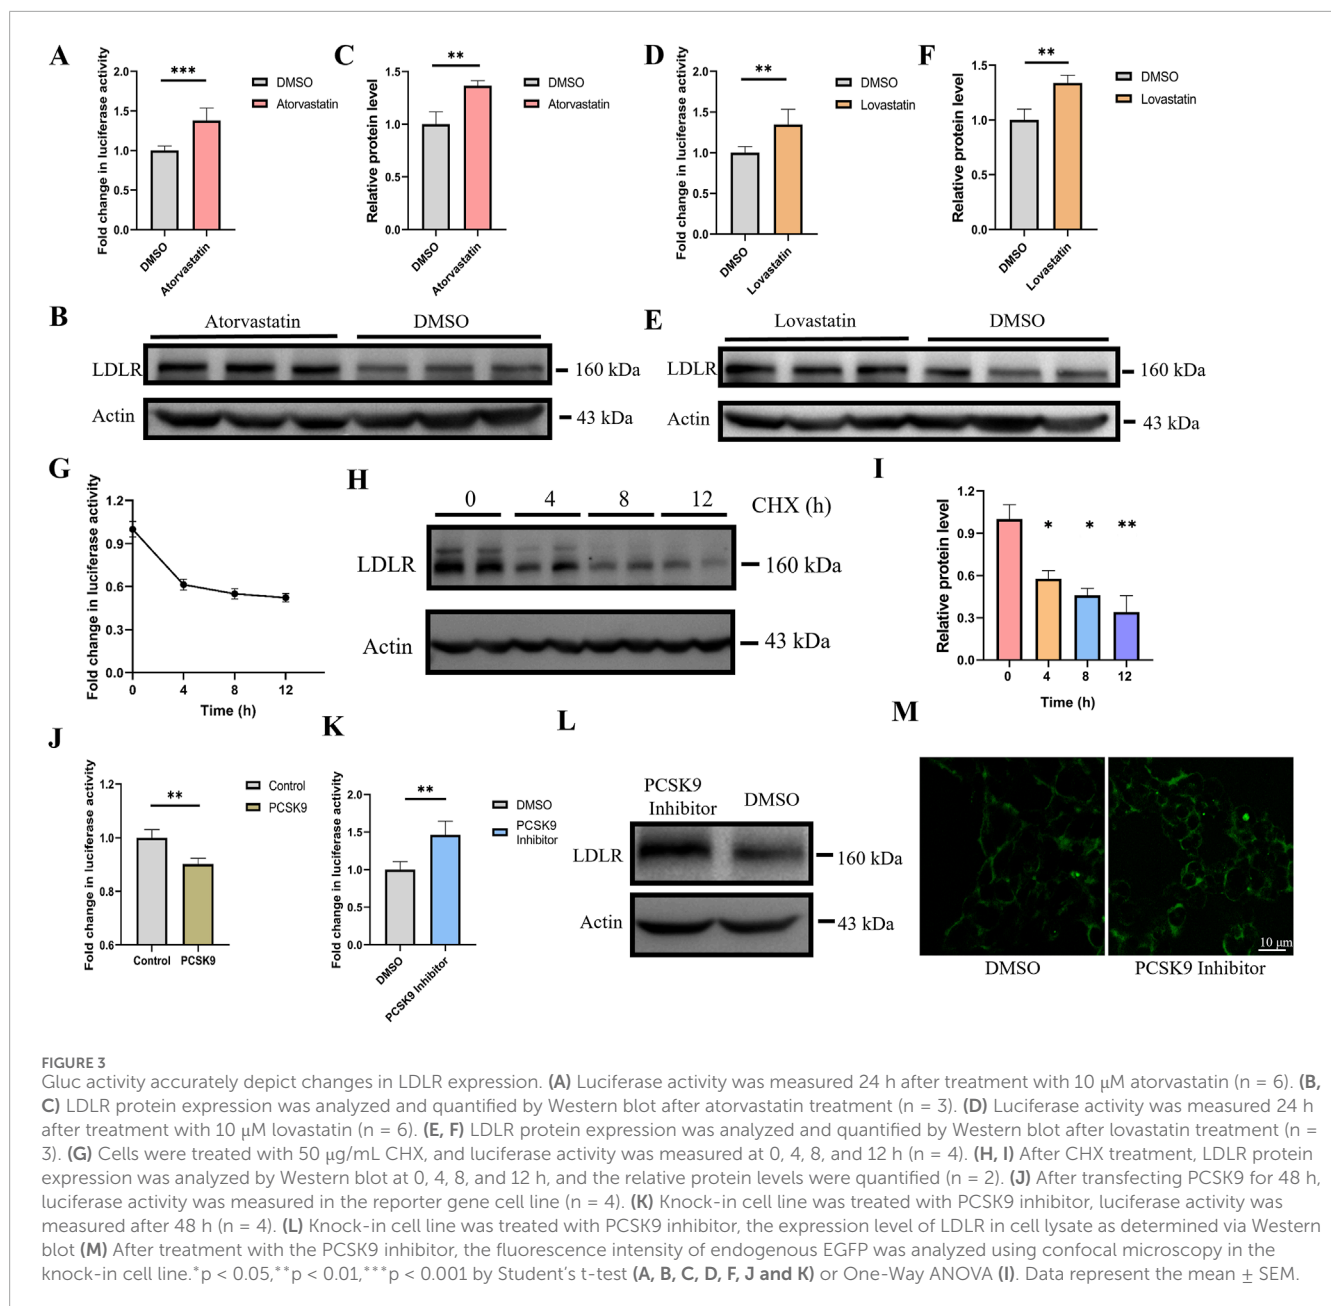 A
Fold change in luciferase activity
2.0
1.5
1.0
0.5
0.0
***
DMSO
Atorvastatin
DMSO
Atorvastatin
C
Relative protein level
1.5
1.0
0.5
0.0
**
DMSO
Atorvastatin
DMSO
Atorvastatin
D
Fold change in luciferase activity
2.0
1.5
1.0
0.5
0.0
**
DMSO
Lovastatin
DMSO
Lovastatin
F
Relative protein level
1.5
1.0
0.5
0.0
**
DMSO
Lovastatin
DMSO
Lovastatin
B
Atorvastatin DMSO
LDLR 160 kDa
Actin 43 kDa
E
Lovastatin DMSO
LDLR 160 kDa
Actin 43 kDa
G
Fold change in luciferase activity
1.2
0.9
0.6
0.3
0.0
0 4 8 12
Time (h)
H
0 4 8 12 CHX (h)
LDLR 160 kDa
Actin 43 kDa
I
Relative protein level
1.2
0.9
0.6
0.3
0.0
* * **
0 4 8 12
Time (h)
J
Fold change in luciferase activity
1.2
1.0
0.8
0.6
**
Control PCSK9
Control
PCSK9
K
Fold change in luciferase activity
2.0
1.5
1.0
0.5
0.0
**
DMSO
PCSK9 Inhibitor
DMSO
PCSK9
Inhibitor
L
PCSK9
Inhibitor DMSO
LDLR 160 kDa
Actin 43 kDa
M
10 μm
DMSO PCSK9 Inhibitor
FIGURE 3
Gluc activity accurately depict changes in LDLR expression. (A) Luciferase activity was measured 24 h after treatment with 10 μM atorvastatin (n = 6). (B,
C) LDLR protein expression was analyzed and quantified by Western blot after atorvastatin treatment (n = 3). (D) Luciferase activity was measured 24 h
after treatment with 10 μM lovastatin (n = 6). (E, F) LDLR protein expression was analyzed and quantified by Western blot after lovastatin treatment (n =
3). (G) Cells were treated with 50 μg/mL CHX, and luciferase activity was measured at 0, 4, 8, and 12 h (n = 4). (H, I) After CHX treatment, LDLR protein
expression was analyzed by Western blot at 0, 4, 8, and 12 h, and the relative protein levels were quantified (n = 2). (J) After transfecting PCSK9 for 48 h,
luciferase activity was measured in the reporter gene cell line (n = 4). (K) Knock-in cell line was treated with PCSK9 inhibitor, luciferase activity was
measured after 48 h (n = 4). (L) Knock-in cell line was treated with PCSK9 inhibitor, the expression level of LDLR in cell lysate as determined via Western
blot (M) After treatment with the PCSK9 inhibitor, the fluorescence intensity of endogenous EGFP was analyzed using confocal microscopy in the
knock-in cell line.*p < 0.05,**p < 0.01,***p < 0.001 by Student's t-test (A, B, C, D, F, J and K) or One-Way ANOVA (I). Data represent the mean ± SEM.